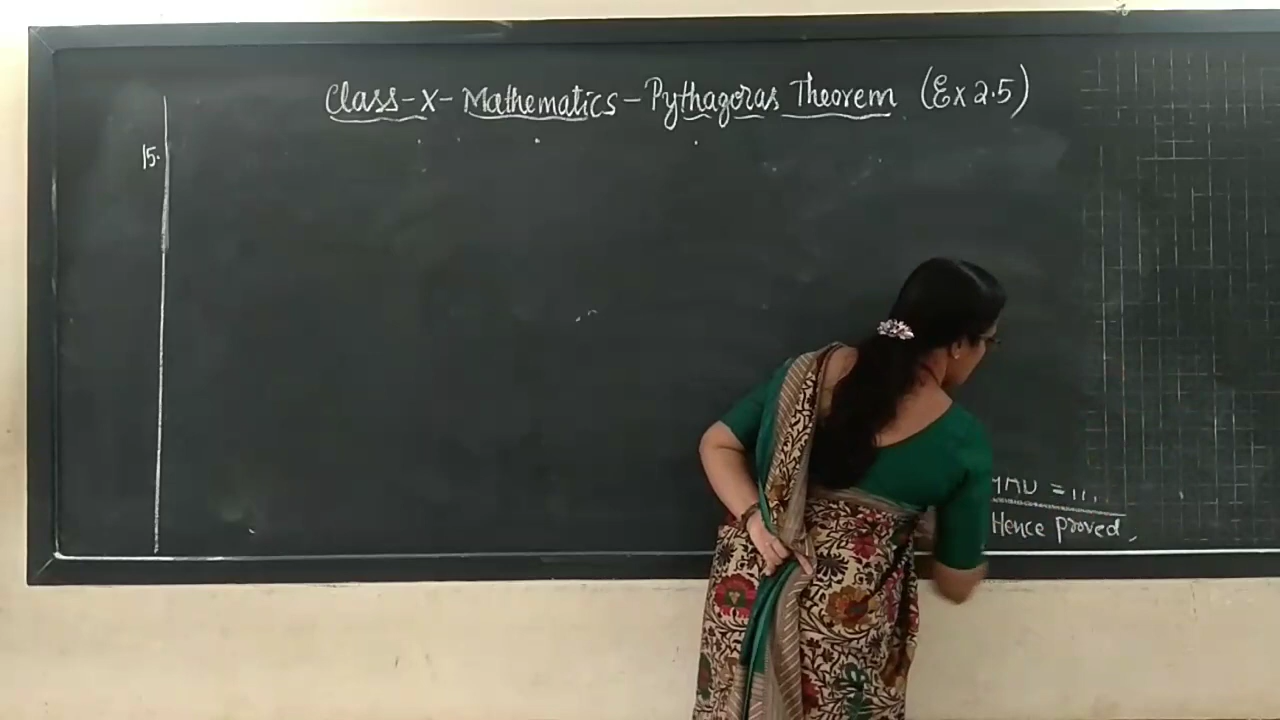 Class-X-Mathematics-Pythagoras Theorem (Ex 2.5)
15.
Hence proved,